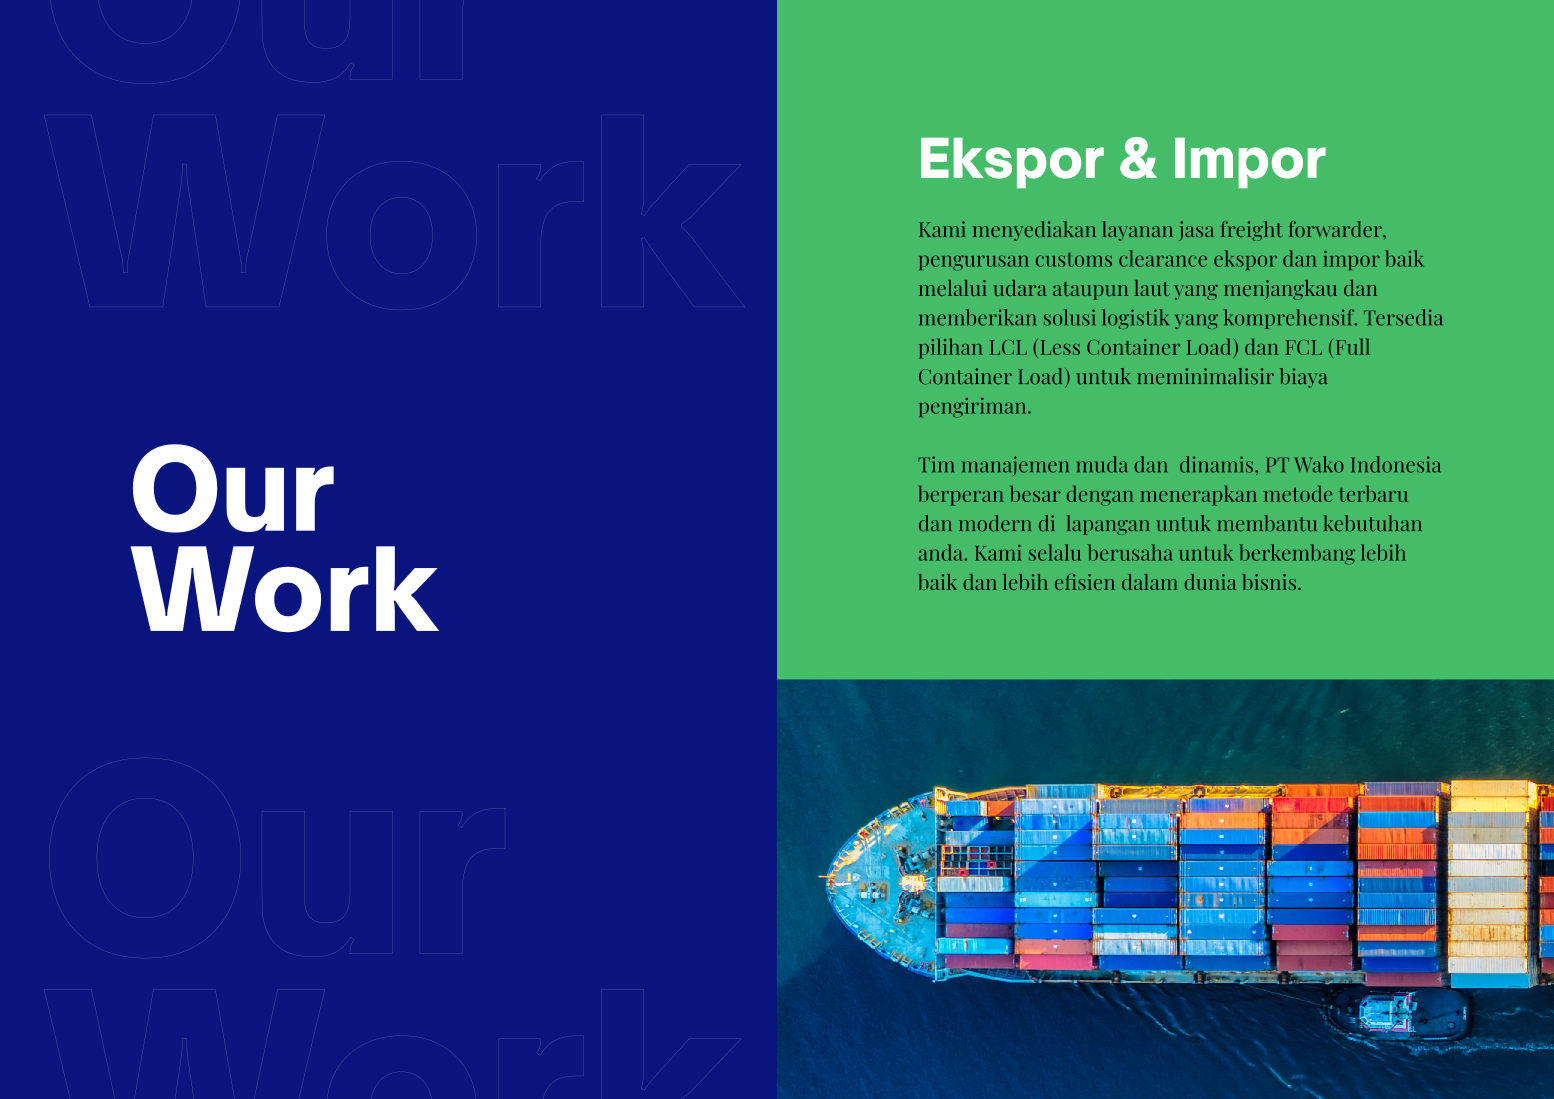 Our
Work
Our
Work
Our
Work
Ekspor & Impor
Kami menyediakan layanan jasa freight forwarder,
pengurusan customs clearance ekspor dan impor baik
melalui udara ataupun laut yang menjangkau dan
memberikan solusi logistik yang komprehensif. Tersedia
pilihan LCL (Less Container Load) dan FCL (Full
Container Load) untuk meminimalisir biaya
pengiriman.
Tim manajemen muda dan  dinamis, PT Wako Indonesia
berperan besar dengan menerapkan metode terbaru
dan modern di  lapangan untuk membantu kebutuhan
anda. Kami selalu berusaha untuk berkembang lebih
baik dan lebih efisien dalam dunia bisnis.